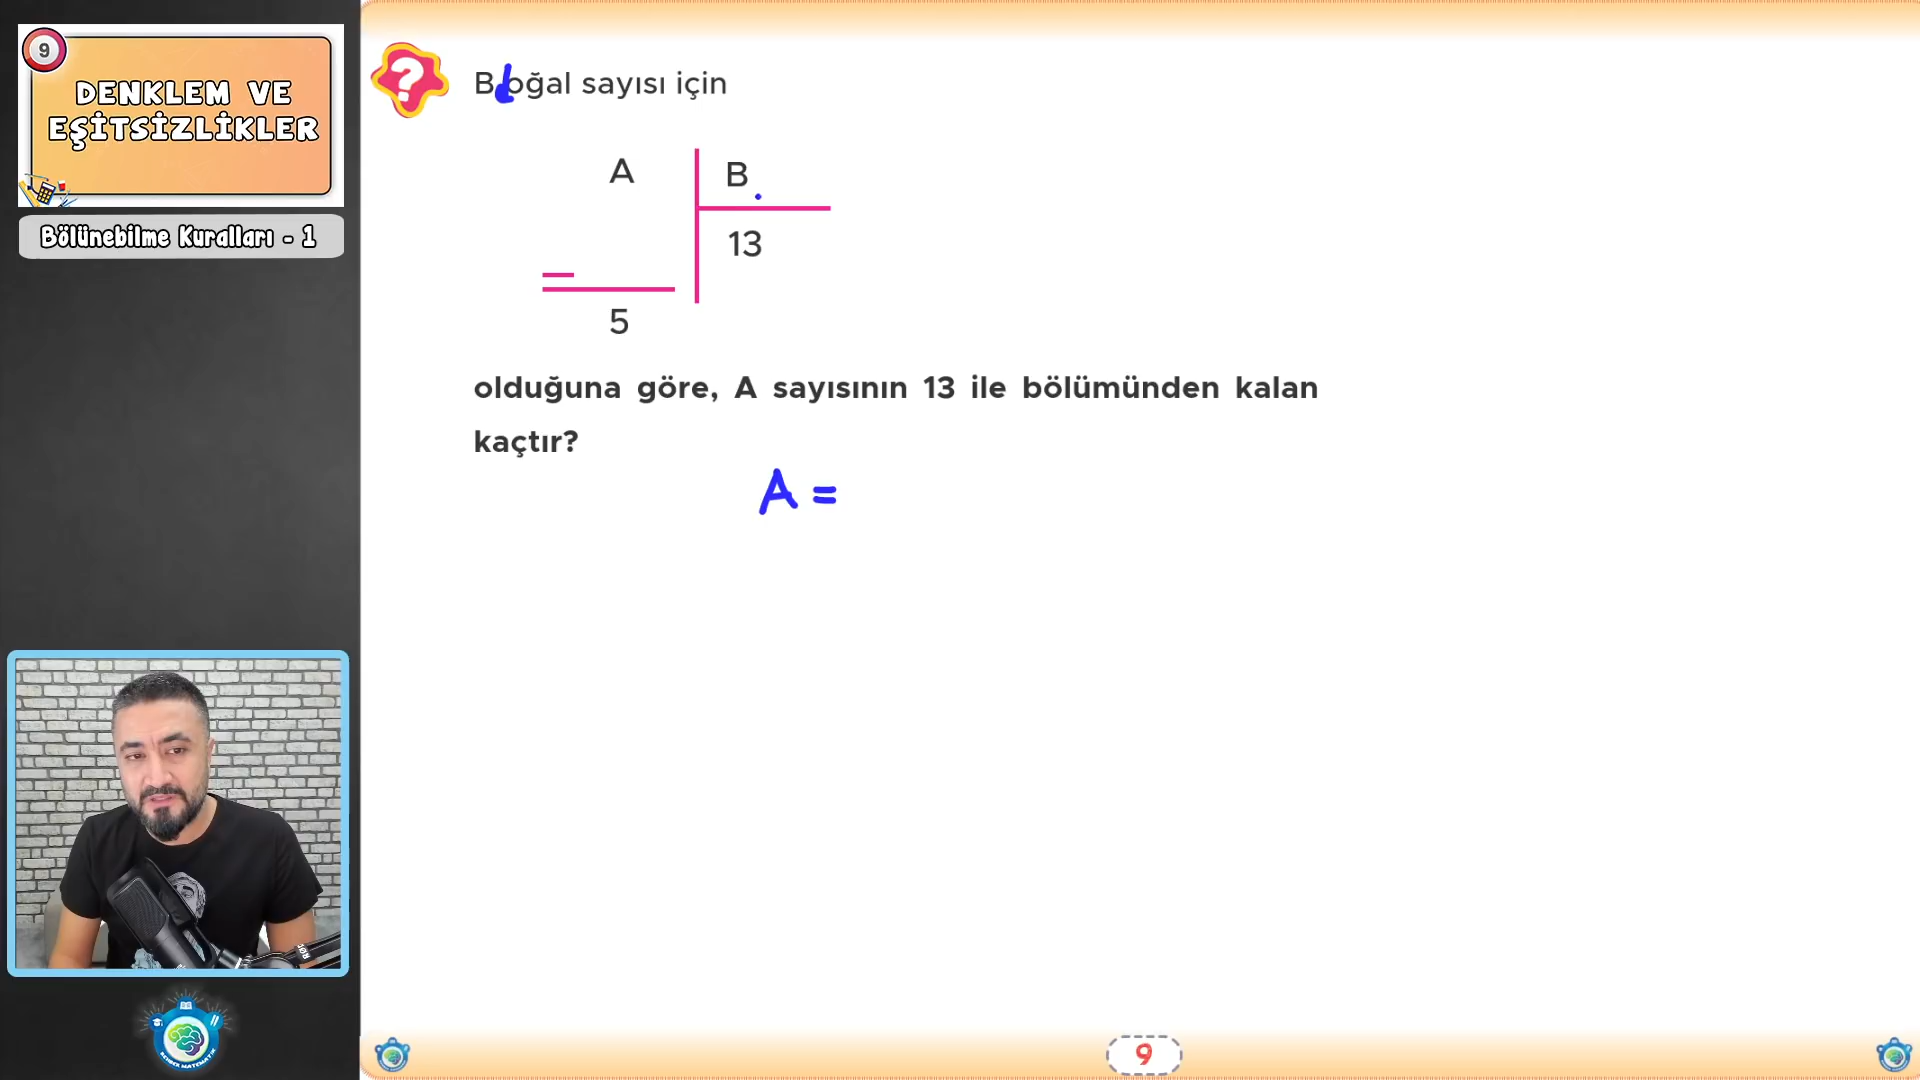 9
DENKLEM VE
EŞİTSİZLİKLER
Bölünebilme Kuralları - 1
?
B doğal sayısı için
A
B
.
13
5
olduğuna göre, A sayısının 13 ile bölümünden kalan
kaçtır?
A =
9